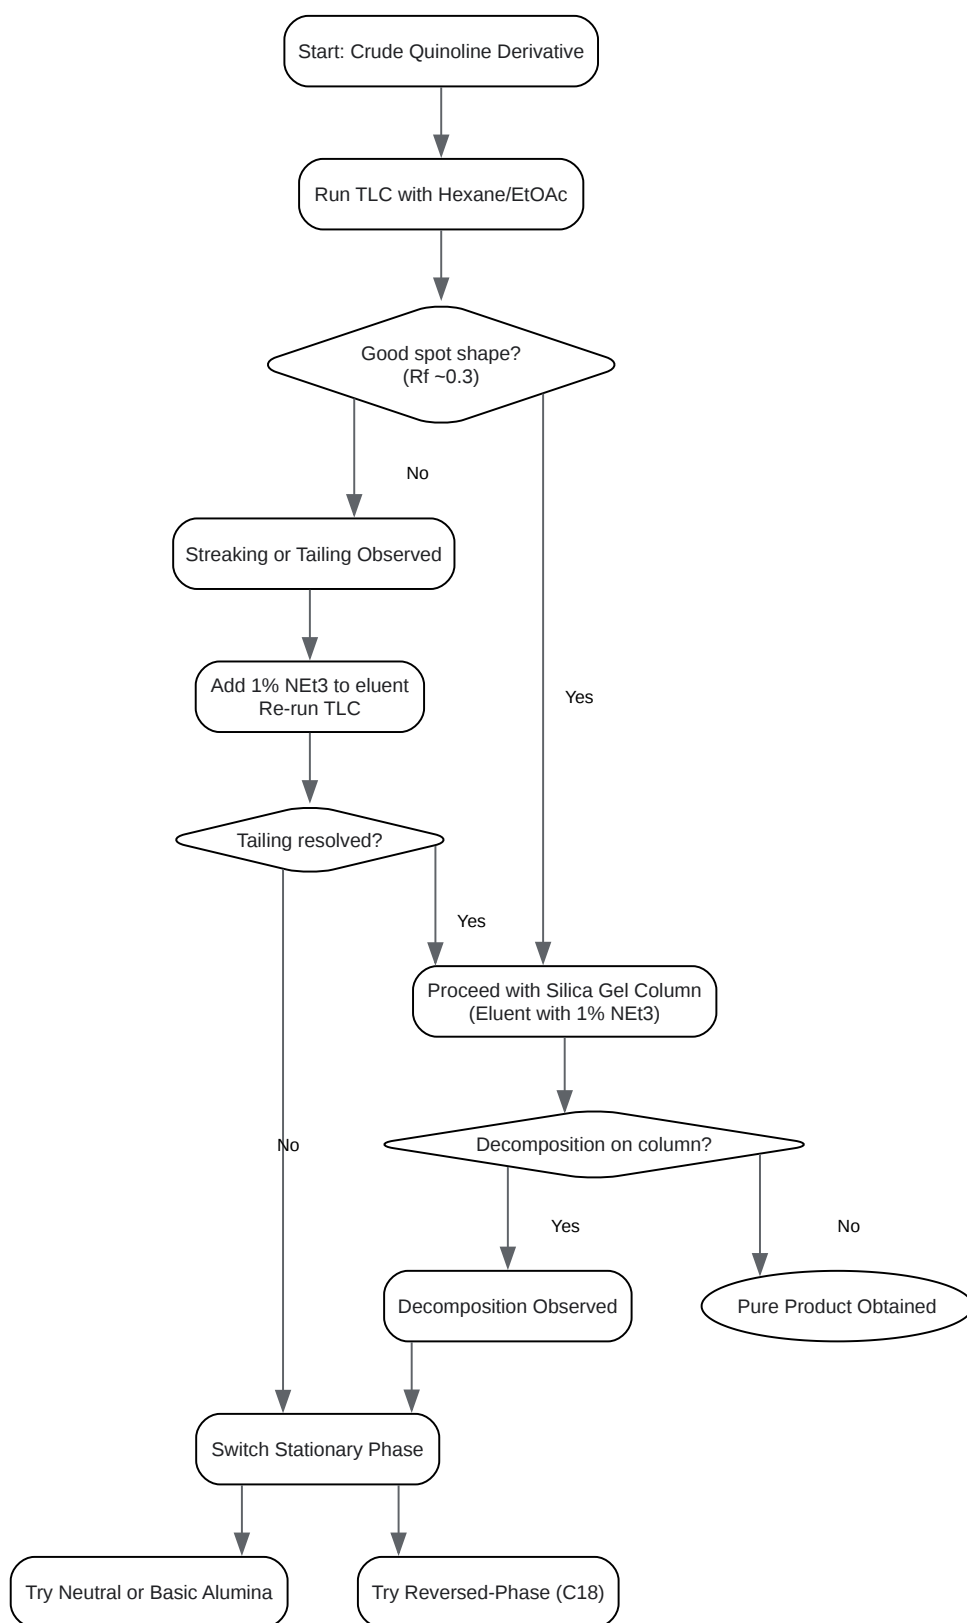 Start: Crude Quinoline Derivative
Run TLC with Hexane/EtOAc
Good spot shape?
(Rf ~0.3)
No
Streaking or Tailing Observed
Add 1% NEt3 to eluent
Re-run TLC
Yes
Tailing resolved?
Yes
Proceed with Silica Gel Column
(Eluent with 1% NEt3)
No
Decomposition on column?
Yes
No
Decomposition Observed
Pure Product Obtained
Switch Stationary Phase
Try Neutral or Basic Alumina
Try Reversed-Phase (C18)